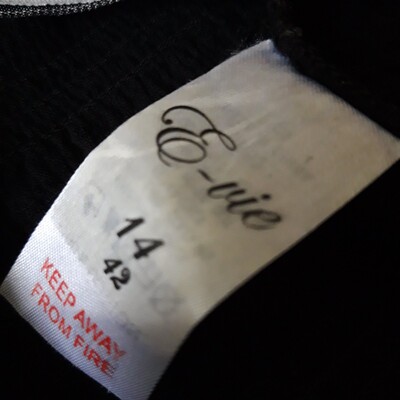 E-vie
14
42
KEEP AWAY
FROM FIRE